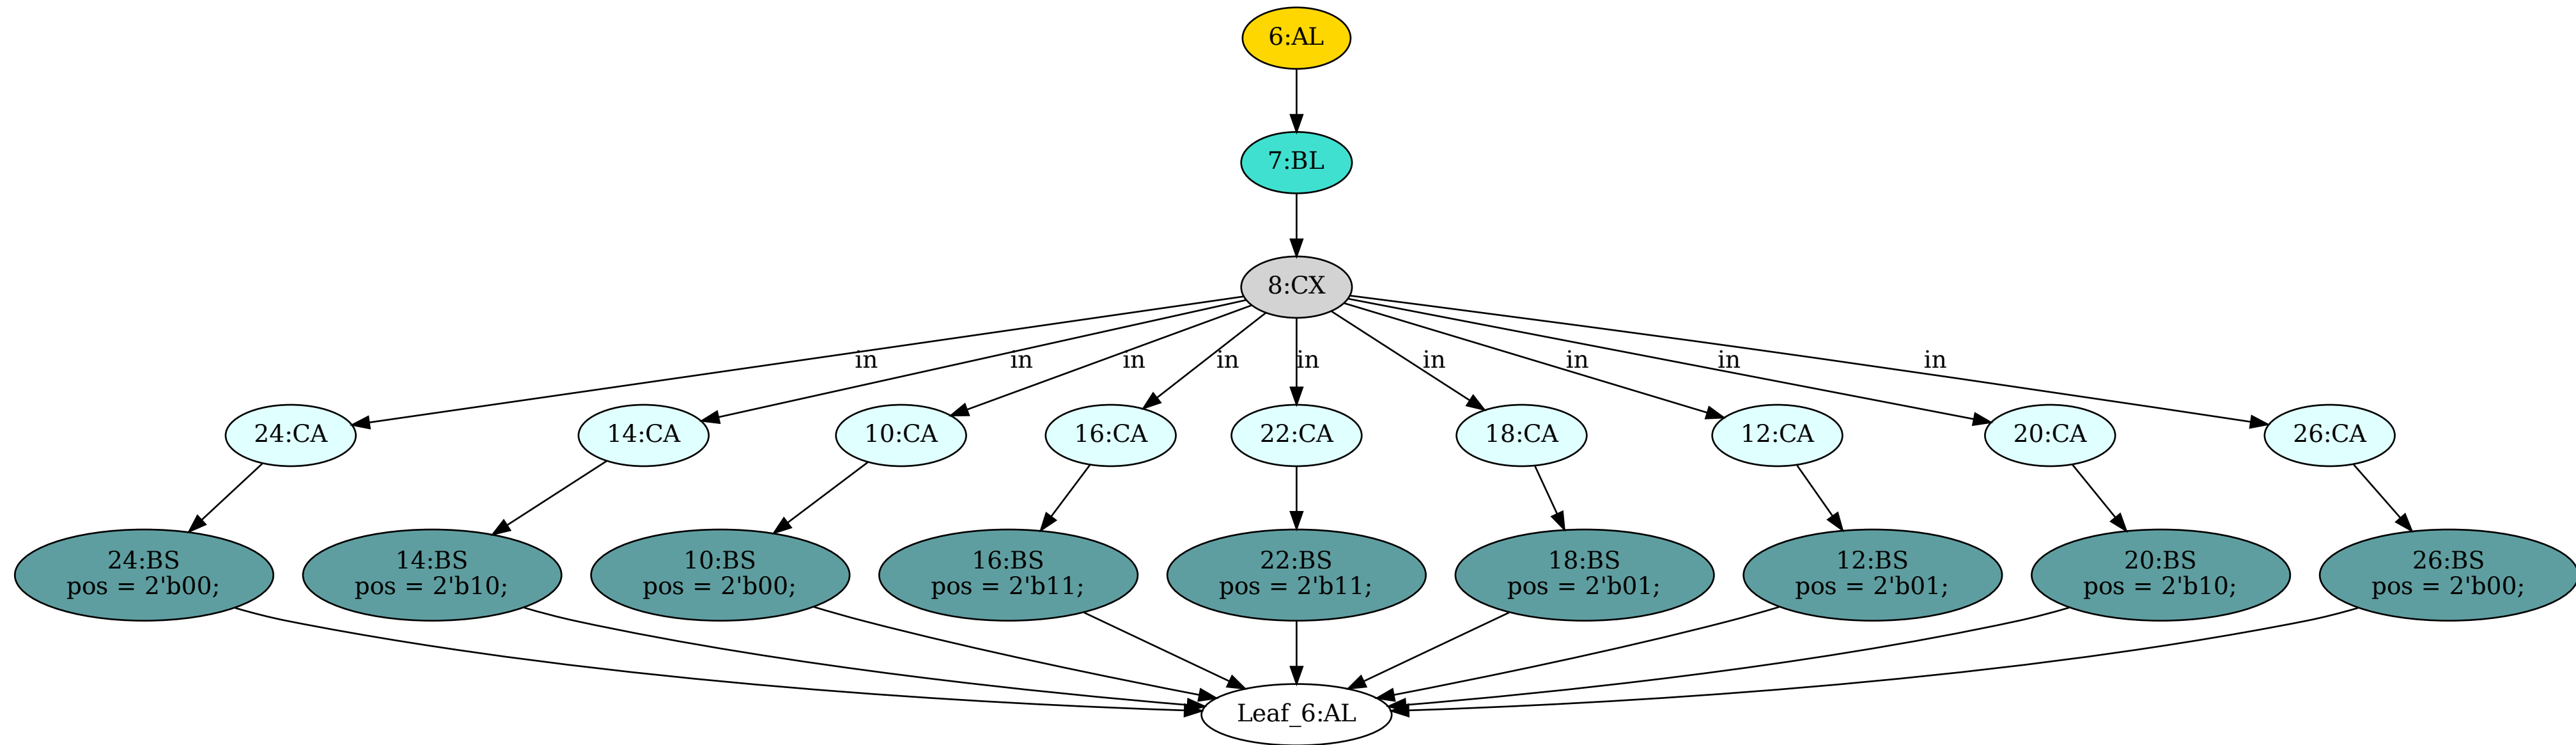 6:AL
7:BL
8:CX
in in in in in in in in in
24:CA 14:CA 10:CA 16:CA 22:CA 18:CA 12:CA 20:CA 26:CA
24:BS
pos = 2'b00;
14:BS
pos = 2'b10;
10:BS
pos = 2'b00;
16:BS
pos = 2'b11;
22:BS
pos = 2'b11;
18:BS
pos = 2'b01;
12:BS
pos = 2'b01;
20:BS
pos = 2'b10;
26:BS
pos = 2'b00;
Leaf_6:AL